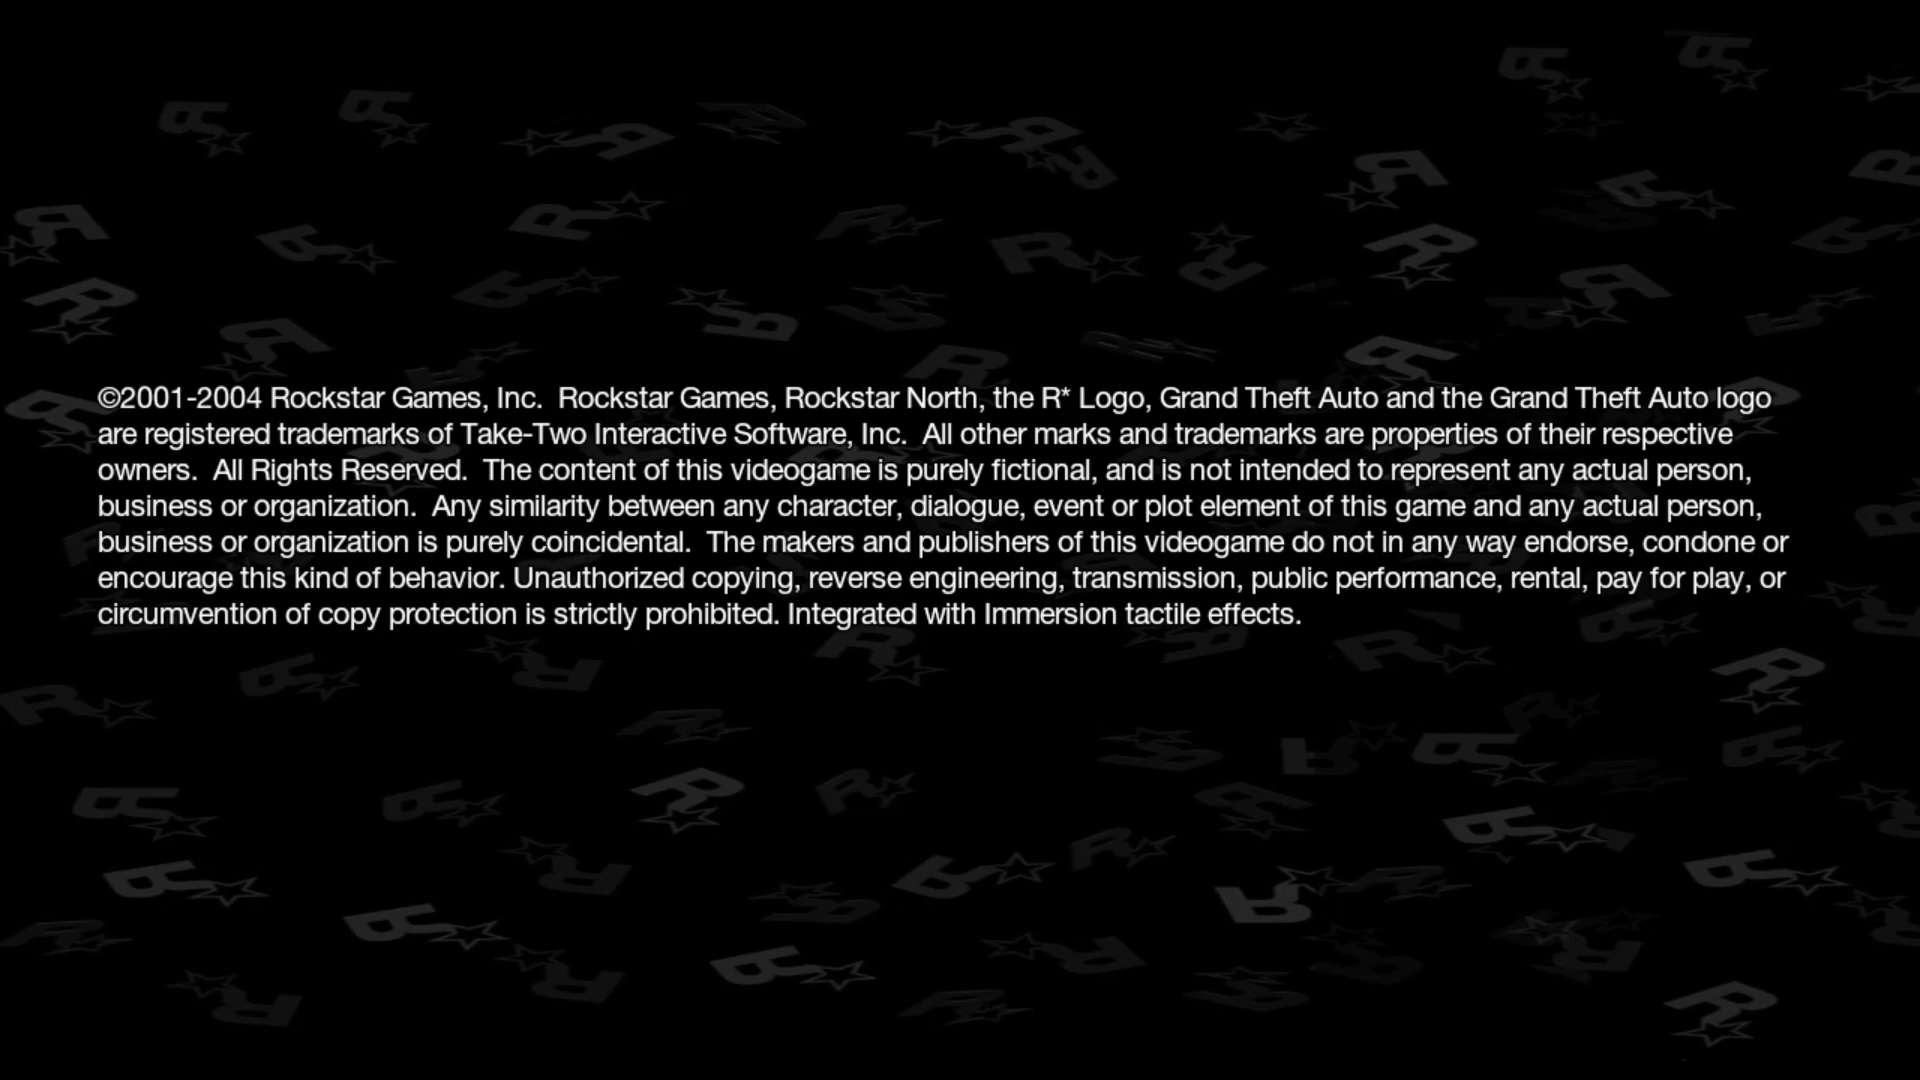 ©2001-2004 Rockstar Games, Inc.  Rockstar Games, Rockstar North, the R* Logo, Grand Theft Auto and the Grand Theft Auto logo
are registered trademarks of Take-Two Interactive Software, Inc.  All other marks and trademarks are properties of their respective
owners.  All Rights Reserved.  The content of this videogame is purely fictional, and is not intended to represent any actual person,
business or organization.  Any similarity between any character, dialogue, event or plot element of this game and any actual person,
business or organization is purely coincidental.  The makers and publishers of this videogame do not in any way endorse, condone or
encourage this kind of behavior. Unauthorized copying, reverse engineering, transmission, public performance, rental, pay for play, or
circumvention of copy protection is strictly prohibited. Integrated with Immersion tactile effects.